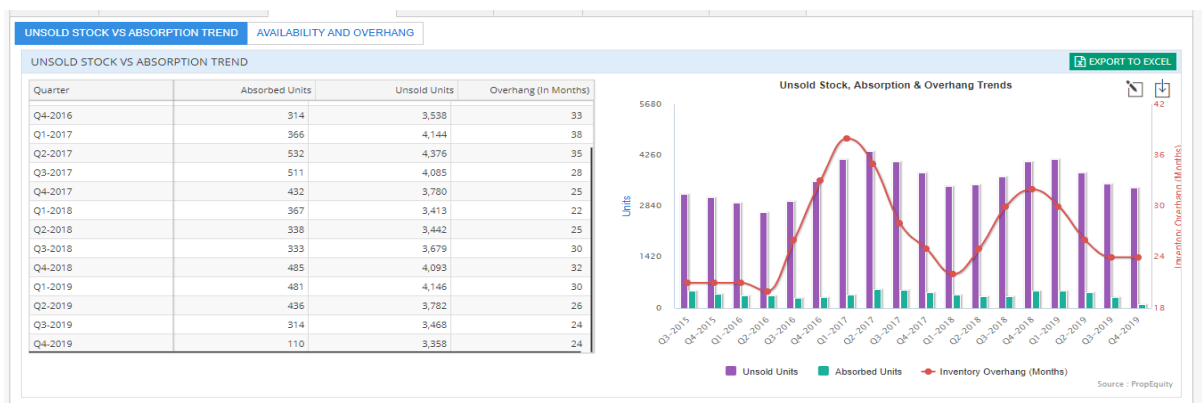 UNSOLD STOCK VS ABSORPTION TREND AVAILABILITY AND OVERHANG
UNSOLD STOCK VS ABSORPTION TREND EXPORT TO EXCEL
Quarter Absorbed Units Unsold Units Overhang (In Months)
Q4-2016 314 3,538 33
Q1-2017 366 4,144 38
Q2-2017 532 4,376 35
Q3-2017 511 4,085 28
Q4-2017 432 3,780 25
Q1-2018 367 3,413 22
Q2-2018 338 3,442 25
Q3-2018 333 3,679 30
Q4-2018 485 4,093 32
Q1-2019 481 4,146 30
Q2-2019 436 3,782 26
Q3-2019 314 3,468 24
Q4-2019 110 3,358 24
Unsold Stock, Absorption & Overhang Trends
5680 42
4260 36
2840 30
1420 24
0 18
Units
Inventory Overhang (Months)
Q3-2015 Q4-2015 Q1-2016 Q2-2016 Q3-2016 Q4-2016 Q1-2017 Q2-2017 Q3-2017 Q4-2017 Q1-2018 Q2-2018 Q3-2018 Q4-2018 Q1-2019 Q2-2019 Q3-2019 Q4-2019
Unsold Units Absorbed Units Inventory Overhang (Months)
Source : PropEquity